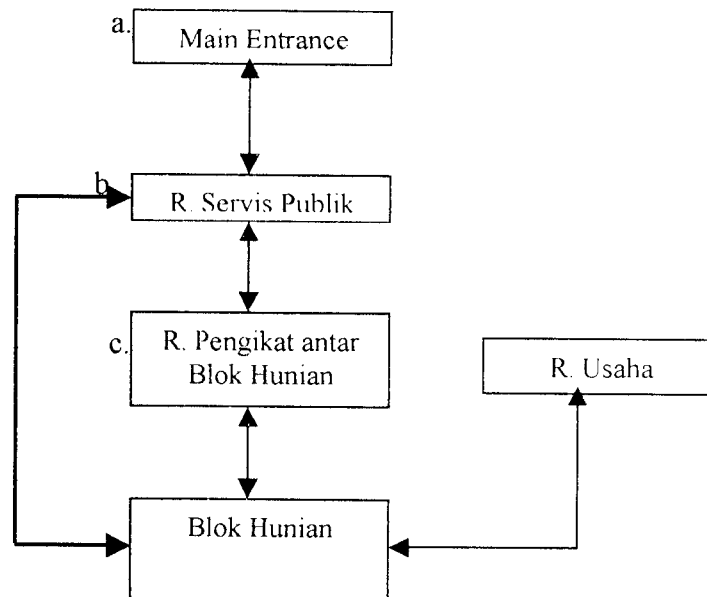 a. Main Entrance
b. R. Servis Publik
c. R. Pengikat antar
Blok Hunian
R. Usaha
Blok Hunian